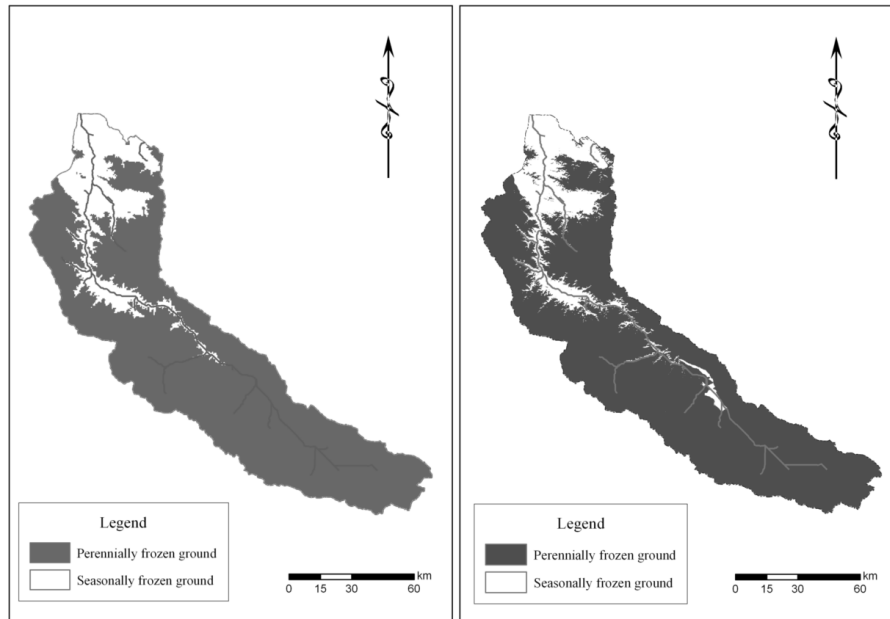 Legend
Perennially frozen ground
Seasonally frozen ground
km
0 15 30 60
Legend
Perennially frozen ground
Seasonally frozen ground
km
0 15 30 60